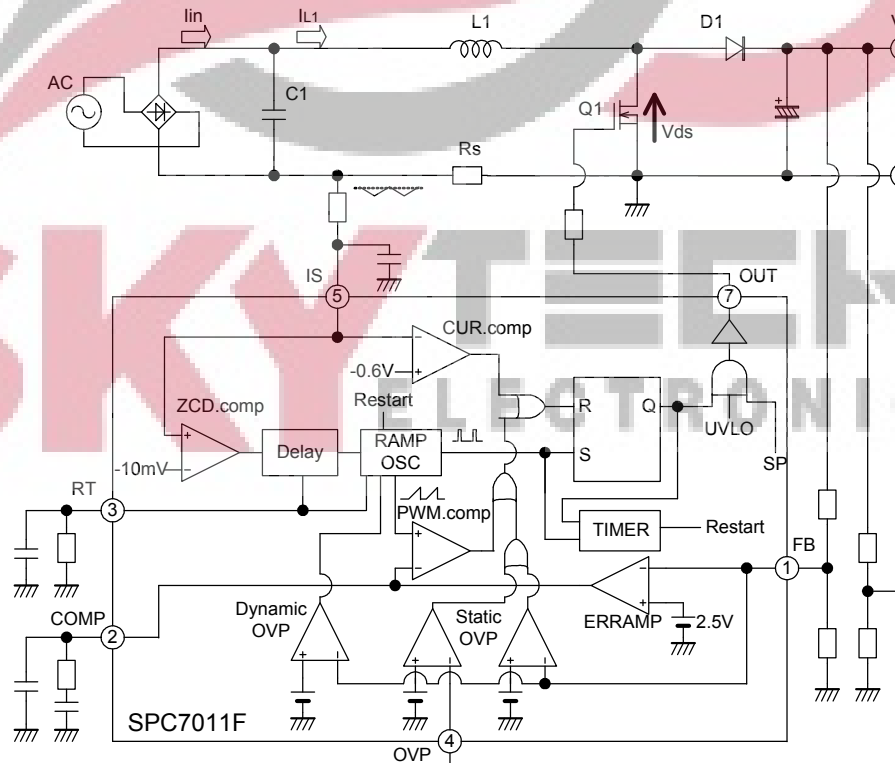 Iin
IL1
L1
D1
V
AC
C1
Q1
Vds
Rs
+
SKYTECH
ELECTRONI
IS
5
7
OUT
CUR.comp
-0.6V
ZCD.comp
Restart
R
Q
Delay
RAMP
OSC
UVLO
S
SP
-10mV
RT
3
PWM.comp
TIMER
Restart
FB
1
COMP
2
Dynamic
OVP
Static
OVP
ERRAMP
2.5V
SPC7011F
OVP
4